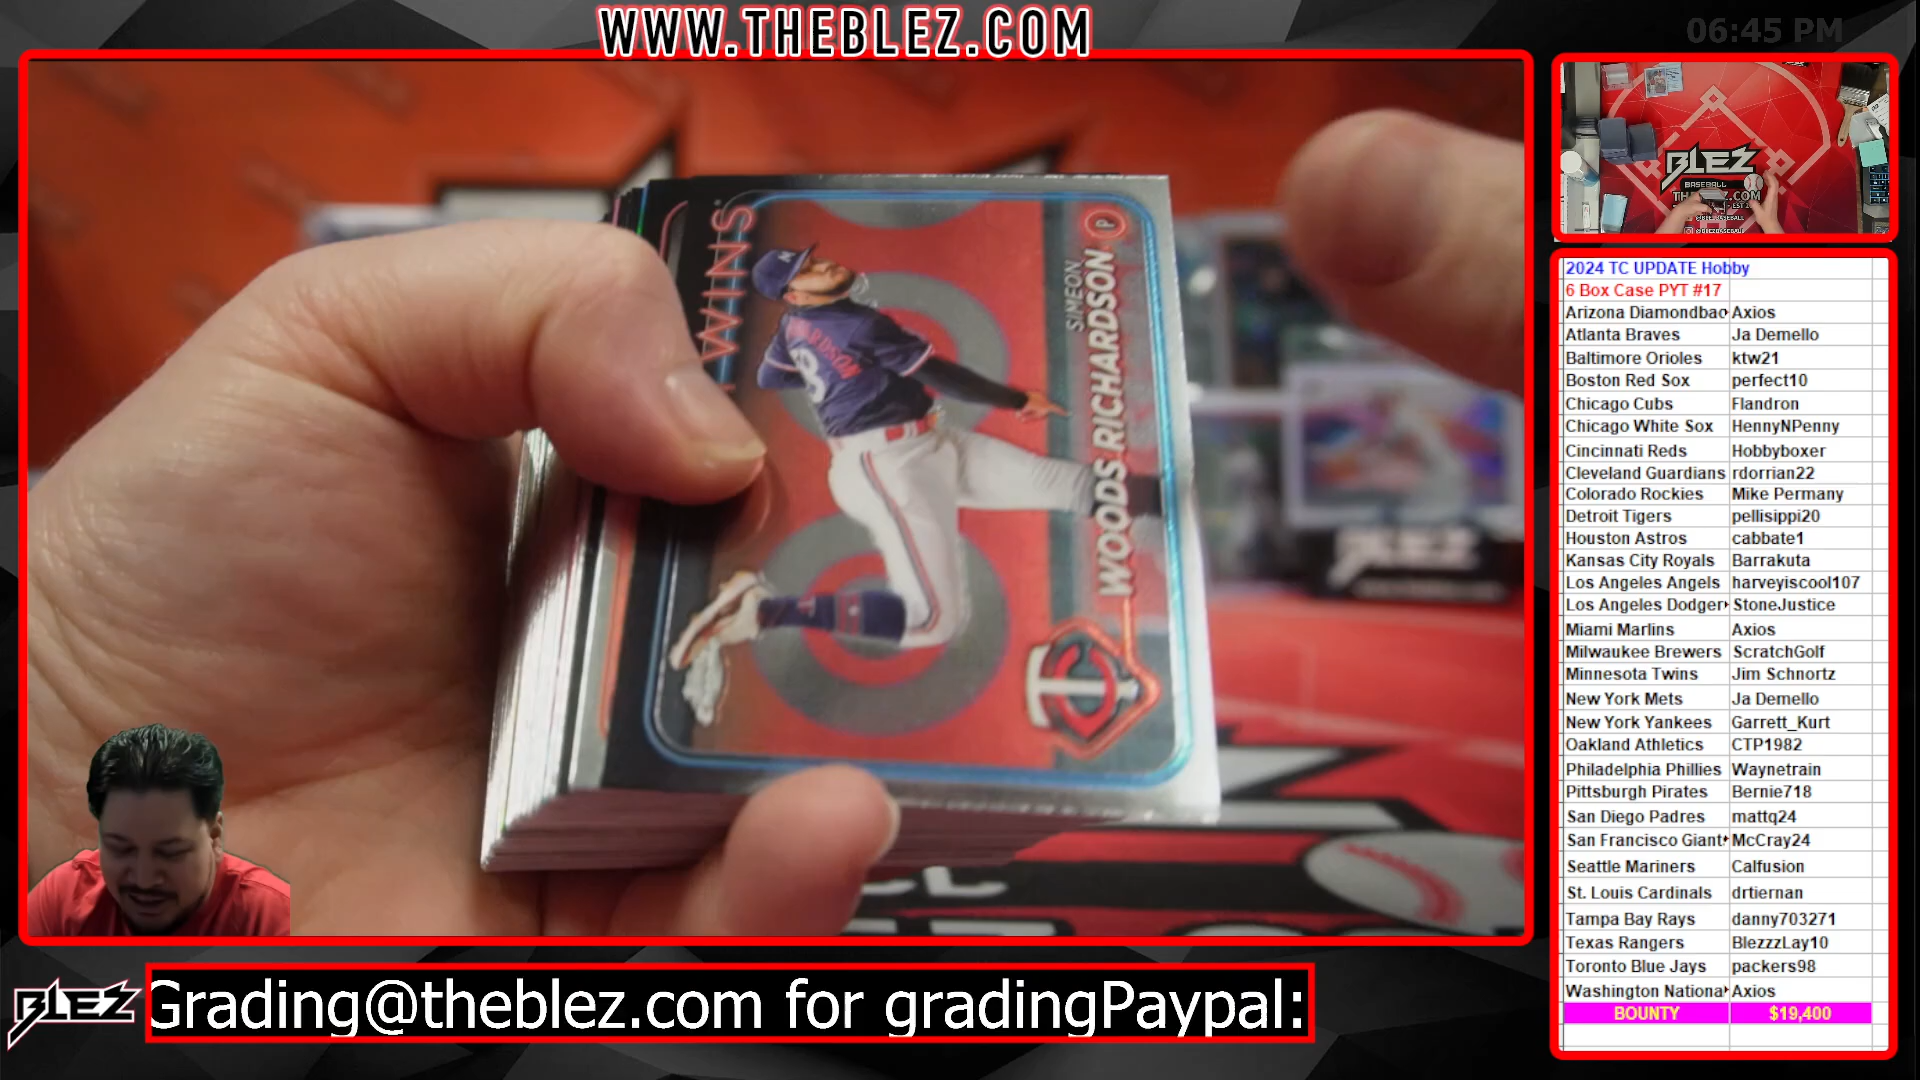 WWW.THEBLEZ.COM
06:45 PM
TWINS
SIMEON
WOODS RICHARDSON
P
TC
BLEZ
BASEBALL
2024 TC UPDATE Hobby
6 Box Case PYT #17
Arizona Diamondbac Axios
Atlanta Braves Ja Demello
Baltimore Orioles ktw21
Boston Red Sox perfect10
Chicago Cubs Flandron
Chicago White Sox HennyNPenny
Cincinnati Reds Hobbyboxer
Cleveland Guardians rdorrian22
Colorado Rockies Mike Permany
Detroit Tigers pellisippi20
Houston Astros cabbate1
Kansas City Royals Barrakuta
Los Angeles Angels harveyiscool107
Los Angeles Dodger StoneJustice
Miami Marlins Axios
Milwaukee Brewers ScratchGolf
Minnesota Twins Jim Schnortz
New York Mets Ja Demello
New York Yankees Garrett_Kurt
Oakland Athletics CTP1982
Philadelphia Phillies Waynetrain
Pittsburgh Pirates Bernie718
San Diego Padres mattq24
San Francisco Giant McCray24
Seattle Mariners Calfusion
St. Louis Cardinals drtiernan
Tampa Bay Rays danny703271
Texas Rangers BlezzzLay10
Toronto Blue Jays packers98
Washington Nationa Axios
BOUNTY $19,400
BLEZ
Grading@theblez.com for gradingPaypal: